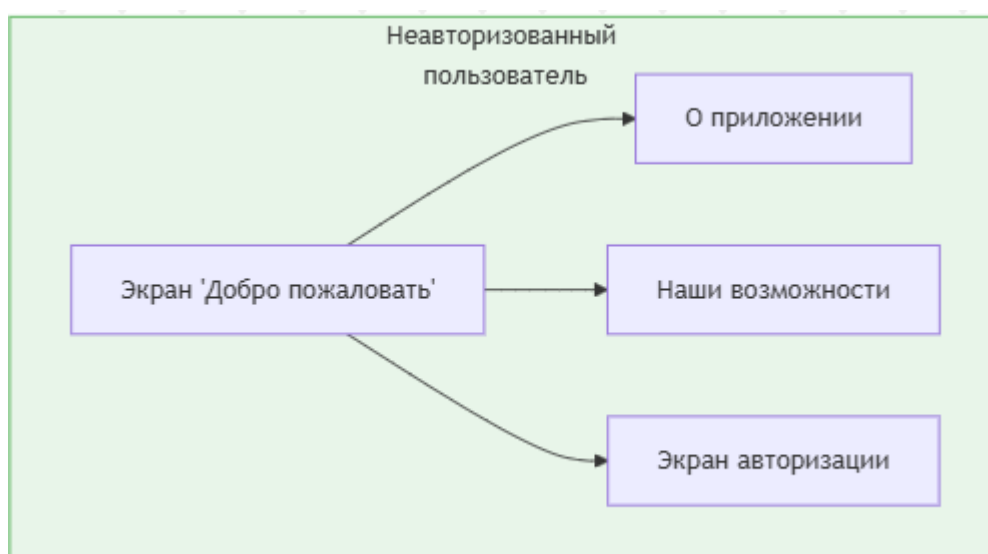 Неавторизованный
пользователь
О приложении
Экран 'Добро пожаловать'
Наши возможности
Экран авторизации